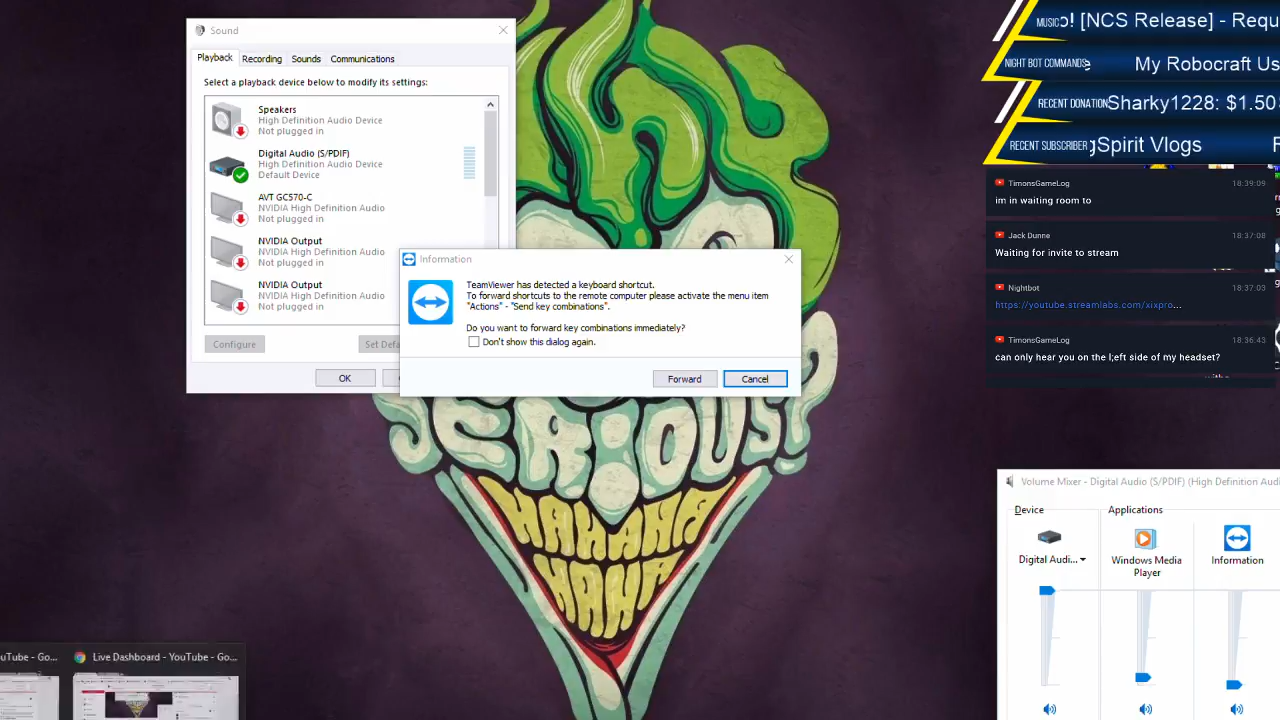 Sound
Playback
Recording
Sounds
Communications
Select a playback device below to modify its settings:
Speakers
High Definition Audio Device
Not plugged in
Digital Audio (S/PDIF)
High Definition Audio Device
Default Device
AVT GC570-C
NVIDIA High Definition Audio
Not plugged in
NVIDIA Output
NVIDIA High Definition Audio
Not plugged in
NVIDIA Output
NVIDIA High Definition Audio
Not plugged in
Configure
Set Defa
OK
Information
TeamViewer has detected a keyboard shortcut.
To forward shortcuts to the remote computer please activate the menu item
"Actions" - "Send key combinations".
Do you want to forward key combinations immediately?
Don't show this dialog again.
Forward
Cancel
SERIOUS?
HAHAHAHA
HAHA
MUSIC
o! [NCS Release] - Requ
NIGHT BOT COMMANDS
My Robocraft Us
RECENT DONATION
Sharky1228: $1.50
RECENT SUBSCRIBER
gSpirit Vlogs
TimonsGameLog
18:39:09
im in waiting room to
Jack Dunne
18:37:08
Waiting for invite to stream
Nightbot
18:37:03
https://youtube.streamlabs.com/xixpro...
TimonsGameLog
18:36:43
can only hear you on the l;eft side of my headset?
Volume Mixer - Digital Audio (S/PDIF) (High Definition Audi
Device
Applications
Digital Audi...
Windows Media
Player
Information
uTube - Go...
Live Dashboard - YouTube - Go...